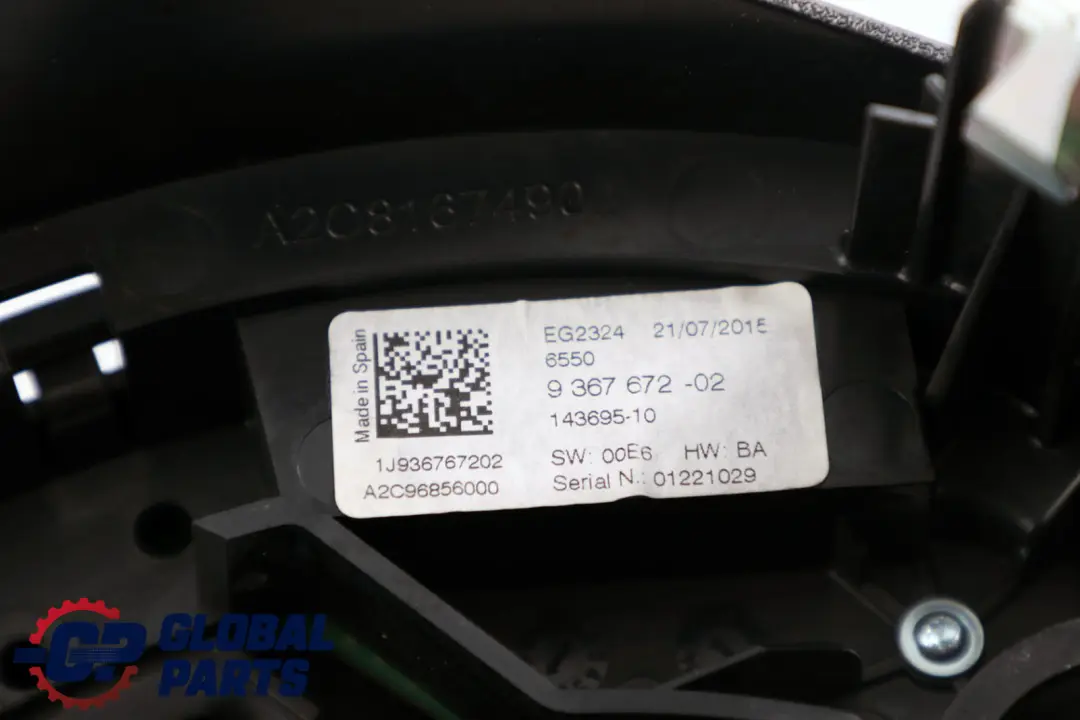 A2C8167490
Made in Spain
EG2324 21/07/2015
6550
9 367 672 -02
143695-10
1J936767202
A2C96856000
SW: 00E6 HW: BA
Serial N.: 01221029
GP GLOBAL
PARTS